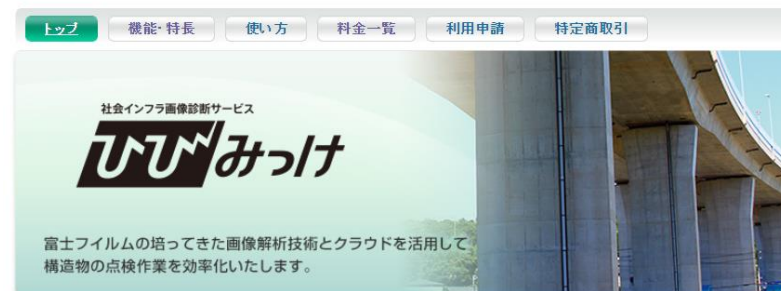 トップ 機能・特長 使い方 料金一覧 利用申請 特定商取引
社会インフラ画像診断サービス
ひびみっけ
富士フイルムの培ってきた画像解析技術とクラウドを活用して
構造物の点検作業を効率化いたします。